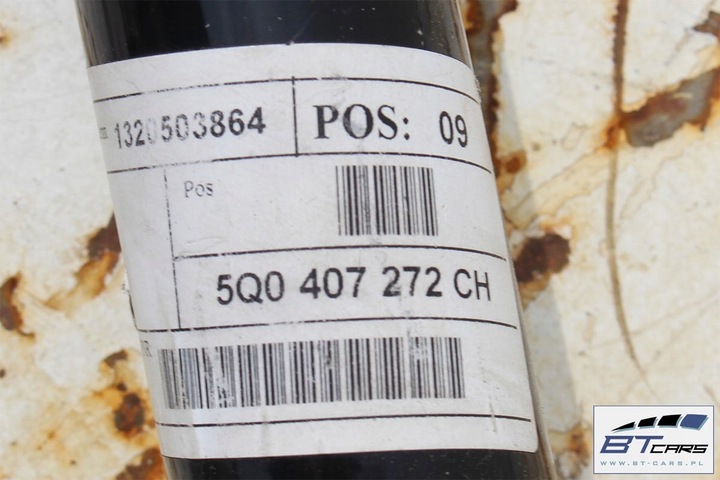 1320503864
POS: 09
Pos
5Q0 407 272 CH
BTCARS
WWW.BT-CARS.PL